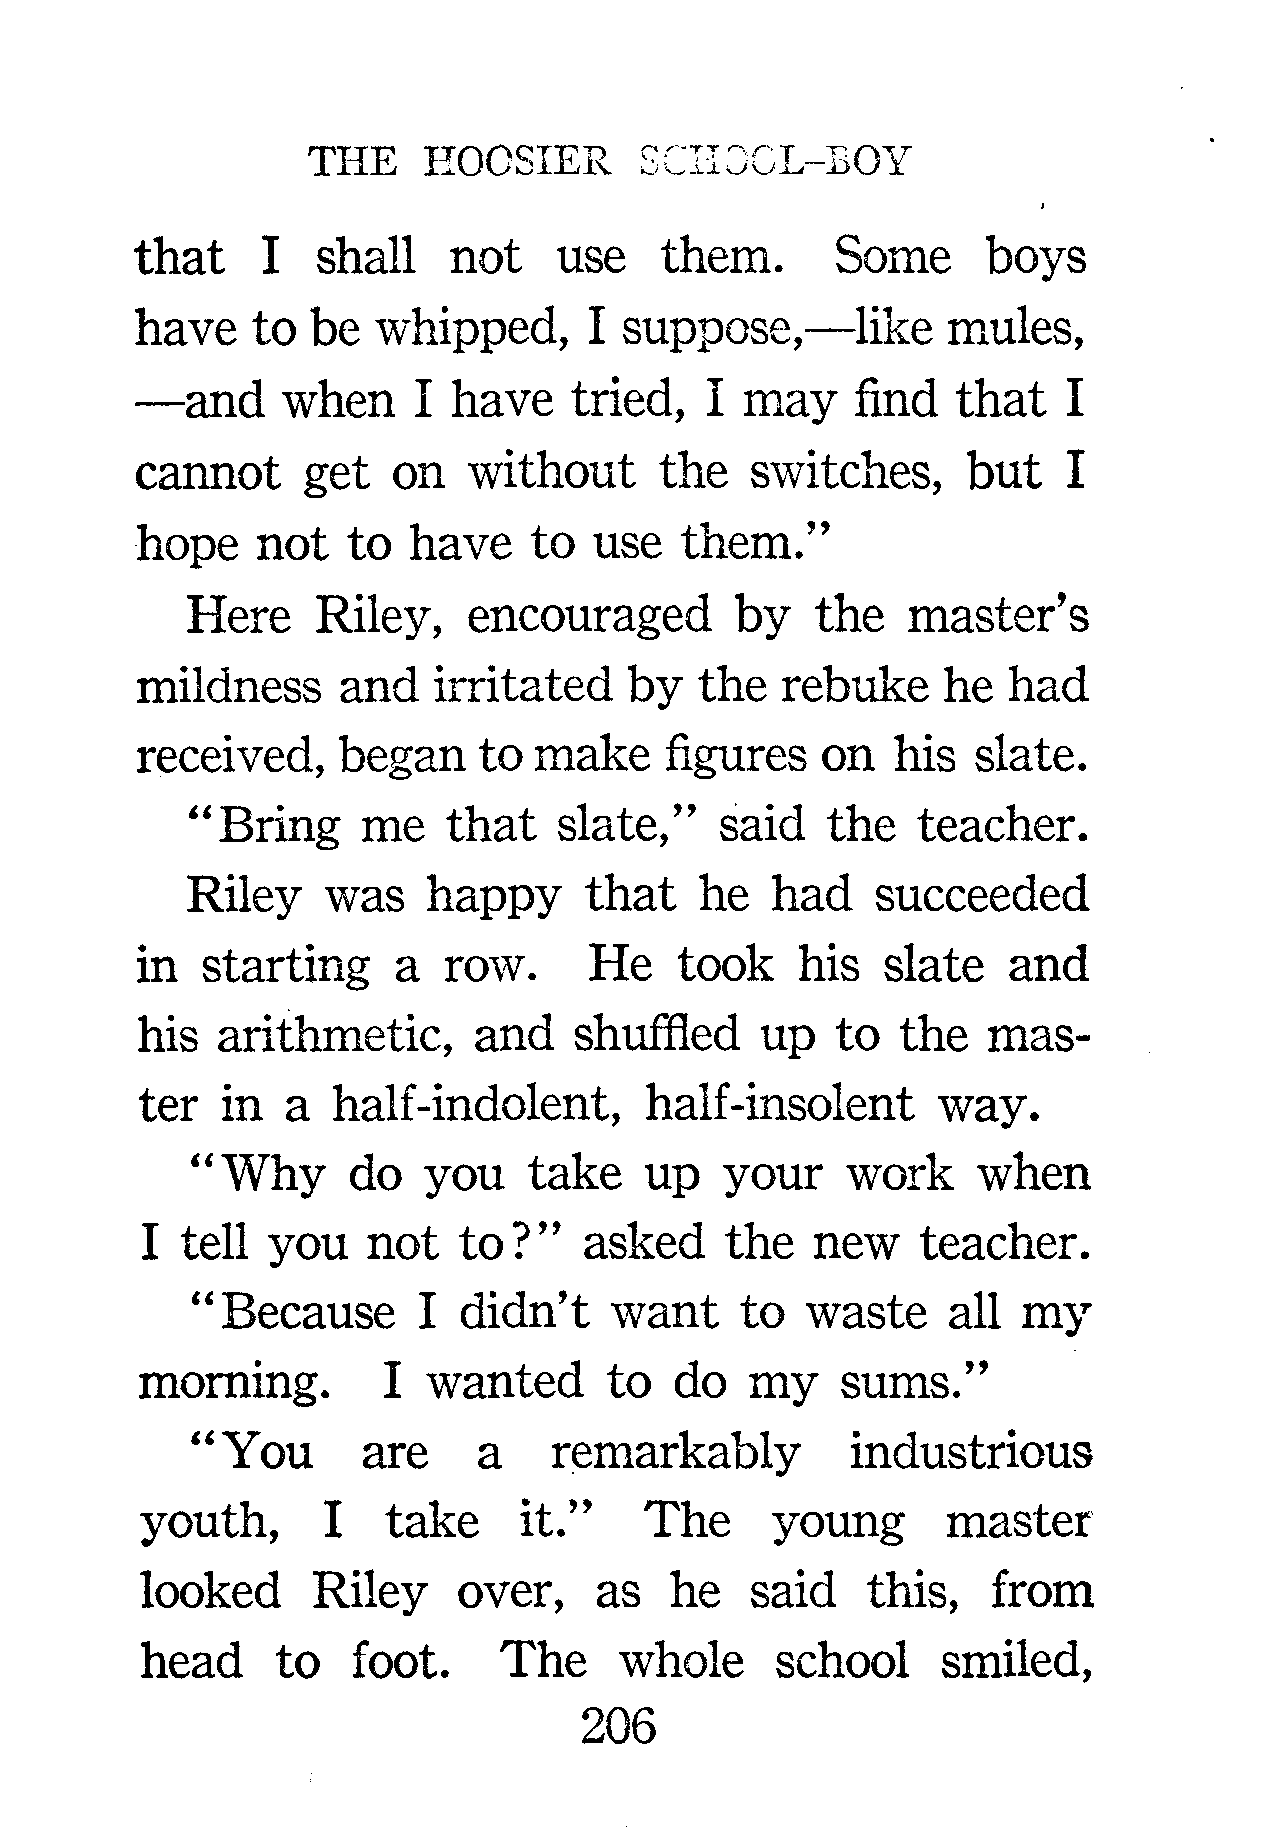 THE HOOSIER SCHOOL-BOY
that I shall not use them. Some boys
have to be whipped, I suppose,—like mules,
—and when I have tried, I may find that I
cannot get on without the switches, but I
hope not to have to use them.”
Here Riley, encouraged by the master’s
mildness and irritated by the rebuke he had
received, began to make figures on his slate.
“Bring me that slate,” said the teacher.
Riley was happy that he had succeeded
in starting a row. He took his slate and
his arithmetic, and shuffled up to the mas-
ter in a half-indolent, half-insolent way.
“Why do you take up your work when
I tell you not to?” asked the new teacher.
“Because I didn’t want to waste all my
morning. I wanted to do my sums.”
“You are a remarkably industrious
youth, I take it.” The young master
looked Riley over, as he said this, from
head to foot. The whole school smiled,
206